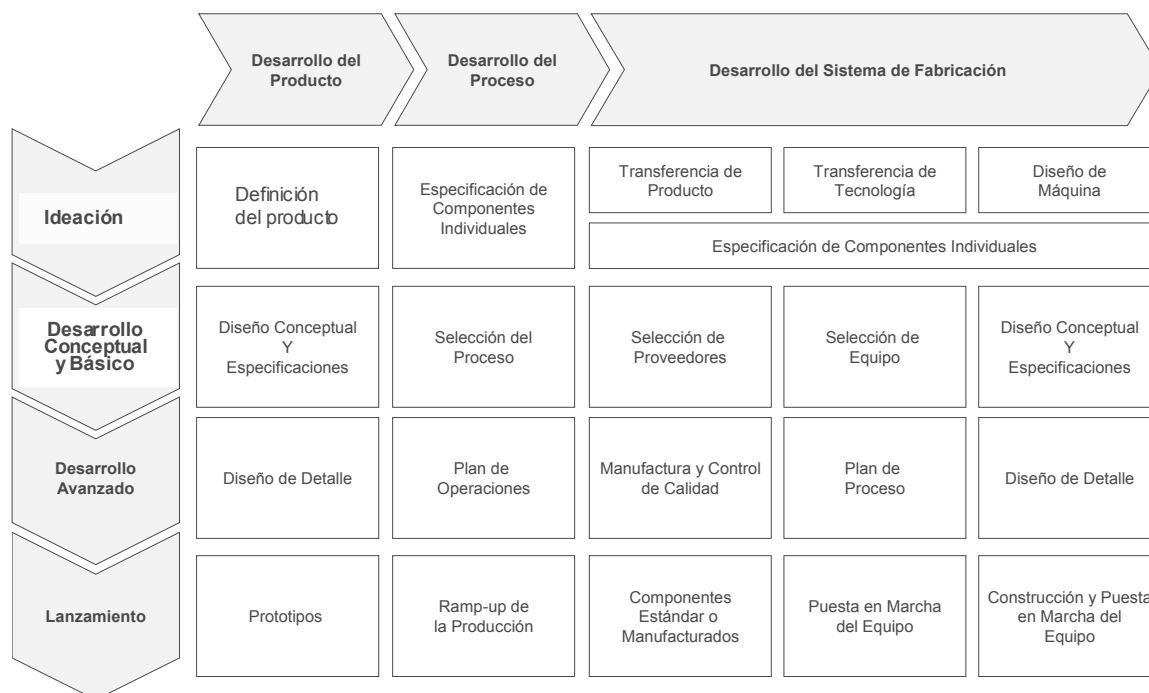 Desarrollo del
Producto
Desarrollo del
Proceso
Desarrollo del Sistema de Fabricación
Ideación
Definición
del producto
Especificación de
Componentes
Individuales
Transferencia de
Producto
Transferencia de
Tecnología
Diseño de
Máquina
Especificación de Componentes Individuales
Desarrollo
Conceptual
y Básico
Diseño Conceptual
Y
Especificaciones
Selección del
Proceso
Selección de
Proveedores
Selección de
Equipo
Diseño Conceptual
Y
Especificaciones
Desarrollo
Avanzado
Diseño de Detalle
Plan de
Operaciones
Manufactura y Control
de Calidad
Plan de
Proceso
Diseño de Detalle
Lanzamiento
Prototipos
Ramp-up de
la Producción
Componentes
Estándar o
Manufacturados
Puesta en Marcha
del Equipo
Construcción y Puesta
en Marcha del
Equipo